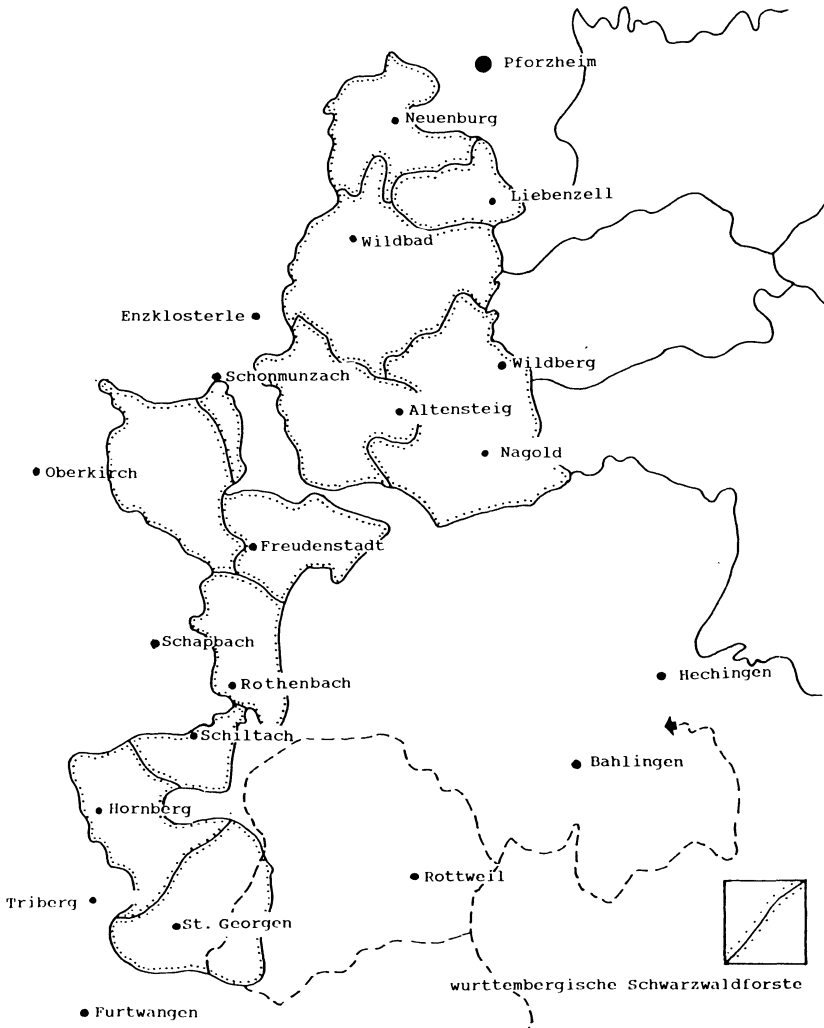 Pforzheim
Neuenburg
Liebenzell
Wildbad
Enzklosterle
Wildberg
Schonmunzach
Altensteig
Nagold
Oberkirch
Freudenstadt
Schapbach
Hechingen
Rothenbach
Schiltach
Bahlingen
Hornberg
Rottweil
Triberg
St. Georgen
wurttembergische Schwarzwaldforste
Furtwangen